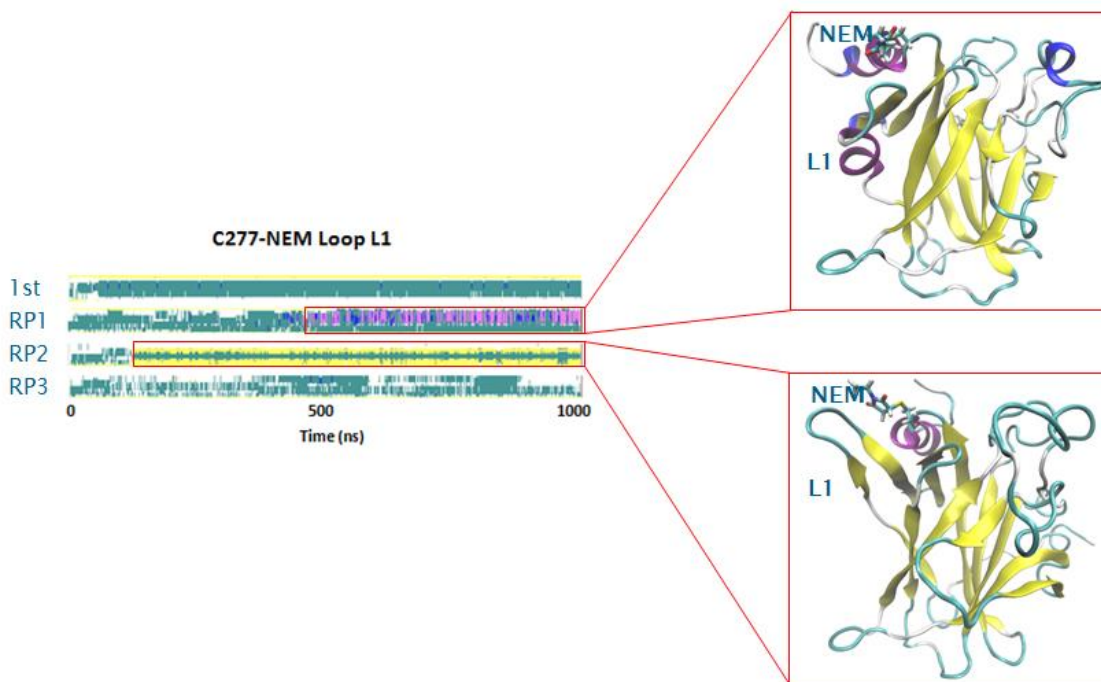 C277-NEM Loop L1
1st
RP1
RP2
RP3
0 500 1000
Time (ns)
NEM
L1
NEM
L1